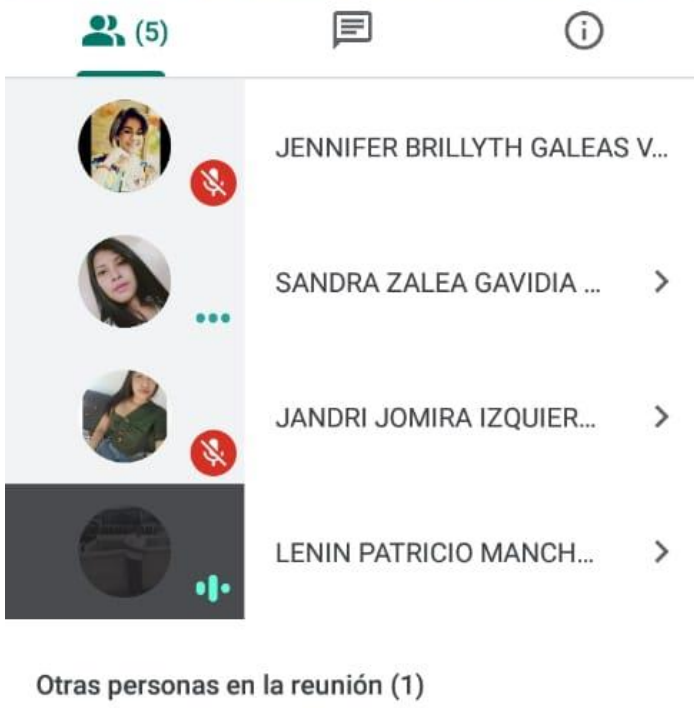 (5)
JENNIFER BRILLYTH GALEAS V...
SANDRA ZALEA GAVIDIA ...
JANDRI JOMIRA IZQUIER...
LENIN PATRICIO MANCH...
Otras personas en la reunión (1)